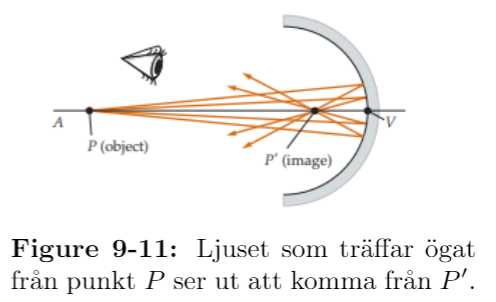 A
P (object)
P′ (image)
V
Figure 9-11: Ljuset som träffar ögat
från punkt P ser ut att komma från P′.